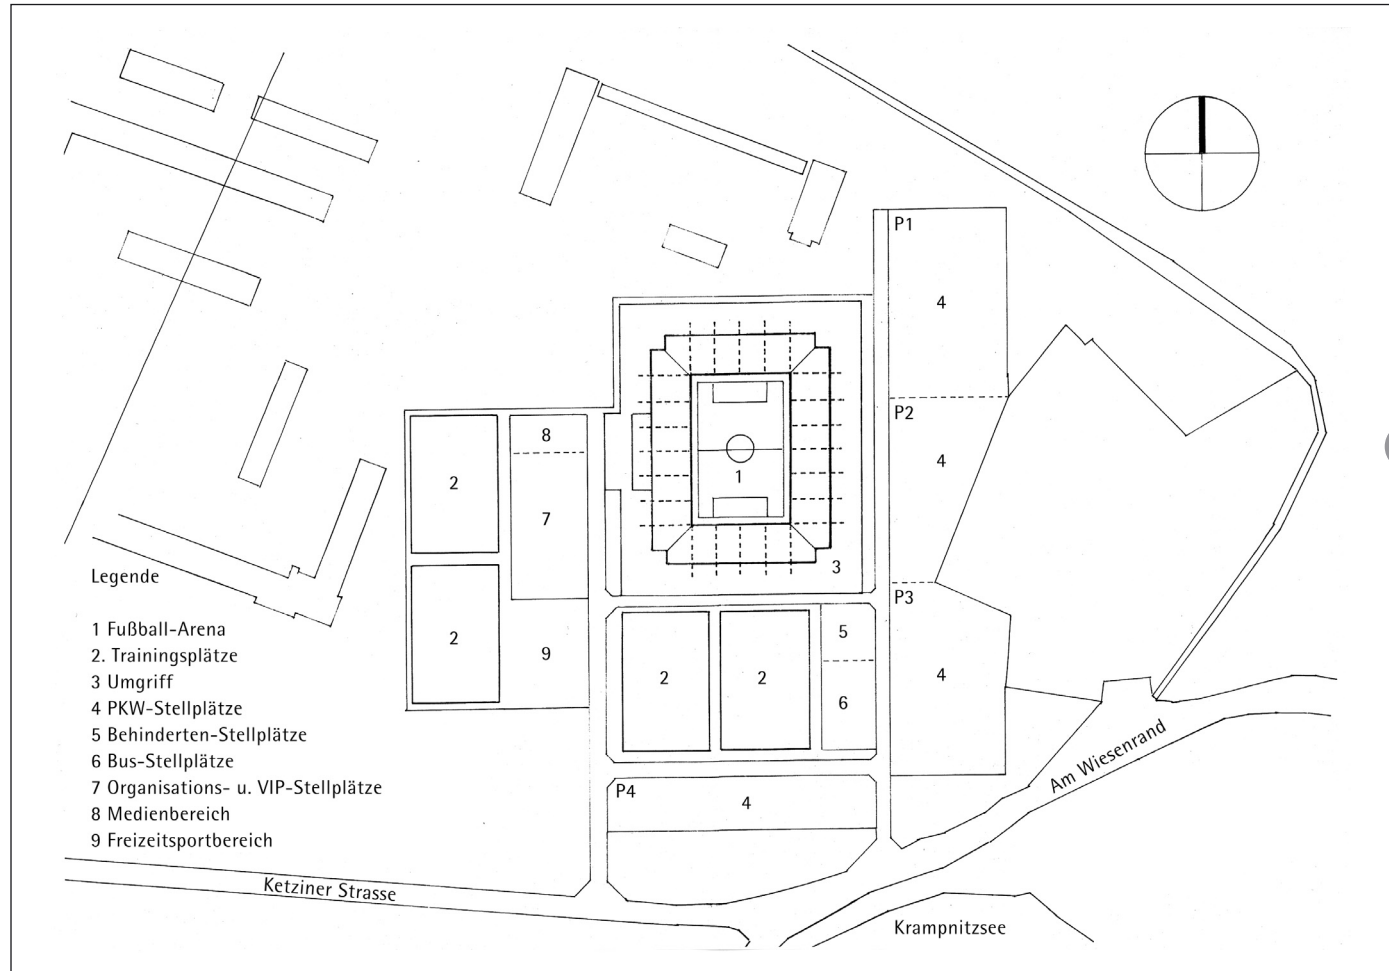 P1
4
P2
4
8
2
1
7
3
P3
2
9
5
2
2
4
6
P4
4
Legende
1 Fußball-Arena
2. Trainingsplätze
3 Umgriff
4 PKW-Stellplätze
5 Behinderten-Stellplätze
6 Bus-Stellplätze
7 Organisations- u. VIP-Stellplätze
8 Medienbereich
9 Freizeitsportbereich
Am Wiesenrand
Ketziner Strasse
Krampnitzsee